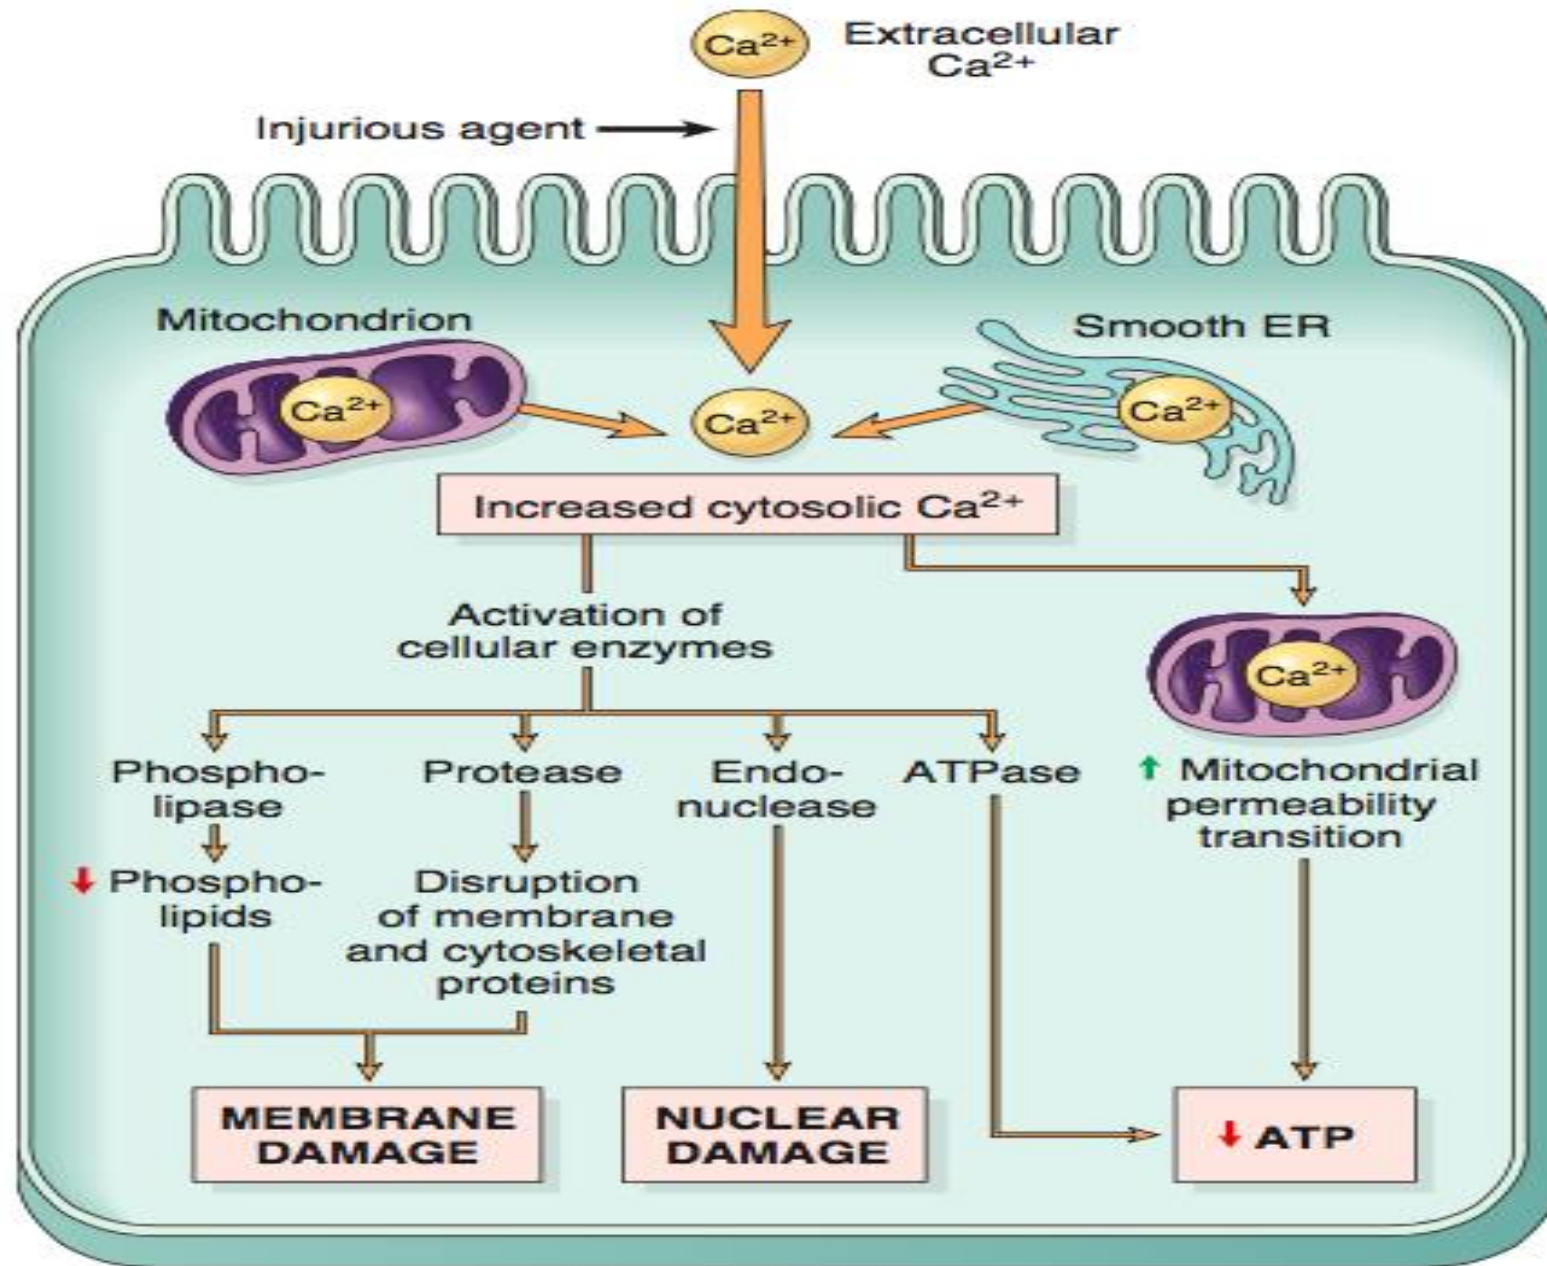 Ca²⁺
Extracellular
Ca²⁺
Injurious agent
Mitochondrion
Smooth ER
Ca²⁺
Ca²⁺
Ca²⁺
Increased cytosolic Ca²⁺
Activation of
cellular enzymes
Ca²⁺
Phospho-
lipase
Protease
Endo-
nuclease
ATPase
↑ Mitochondrial
permeability
transition
↓ Phospho-
lipids
Disruption
of membrane
and cytoskeletal
proteins
MEMBRANE
DAMAGE
NUCLEAR
DAMAGE
↓ ATP